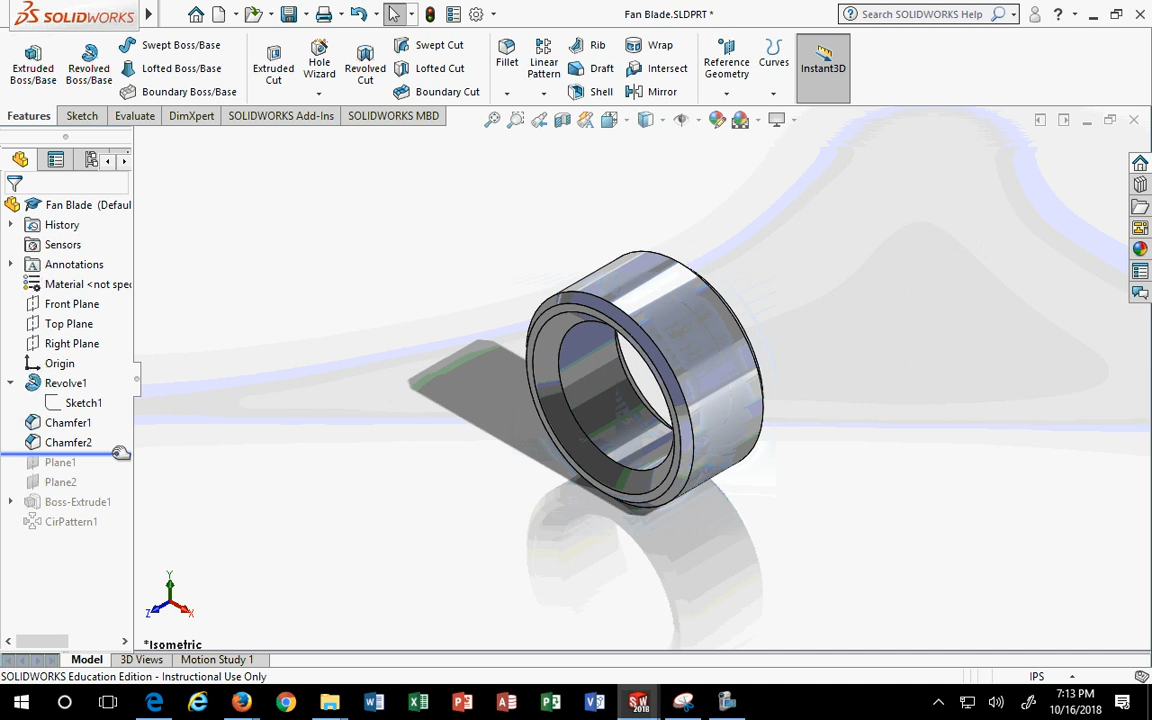 SOLIDWORKS
Fan Blade.SLDPRT *
Search SOLIDWORKS Help
?
Extruded Boss/Base
Revolved Boss/Base
Swept Boss/Base
Lofted Boss/Base
Boundary Boss/Base
Extruded Cut
Hole Wizard
Revolved Cut
Swept Cut
Lofted Cut
Boundary Cut
Fillet
Linear Pattern
Rib
Draft
Shell
Wrap
Intersect
Mirror
Reference Geometry
Curves
Instant3D
Features
Sketch
Evaluate
DimXpert
SOLIDWORKS Add-Ins
SOLIDWORKS MBD
Fan Blade (Defaul
History
Sensors
Annotations
Material <not spec
Front Plane
Top Plane
Right Plane
Origin
Revolve1
Sketch1
Chamfer1
Chamfer2
Plane1
Plane2
Boss-Extrude1
CirPattern1
Y
Z
X
*Isometric
Model
3D Views
Motion Study 1
SOLIDWORKS Education Edition - Instructional Use Only
IPS
7:13 PM
10/16/2018